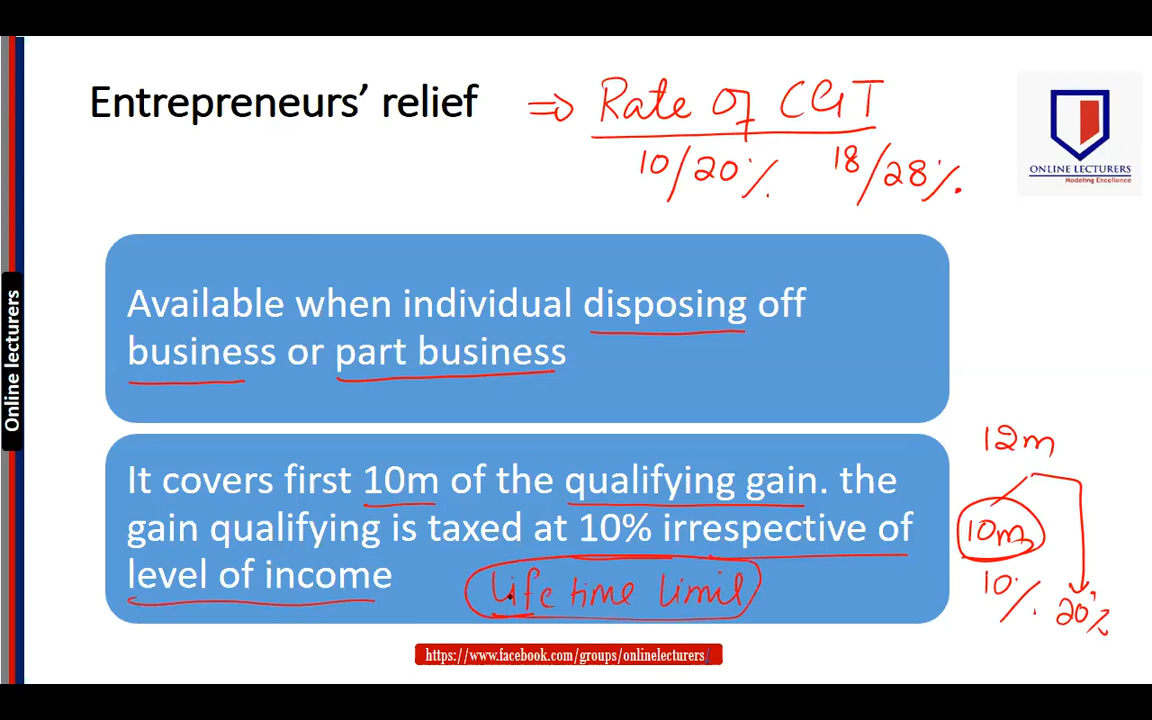 Entrepreneurs’ relief ⇒ Rate of CGT
10/20% 18/28%.
ONLINE LECTURERS
Modeling Excellence
Available when individual disposing off
business or part business
It covers first 10m of the qualifying gain. the
gain qualifying is taxed at 10% irrespective of
level of income
Life time limit
12m
10m
10% 20%
https://www.facebook.com/groups/onlinelecturers/
Online lecturers